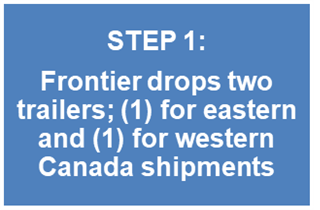 STEP 1:
Frontier drops two
trailers; (1) for eastern
and (1) for western
Canada shipments